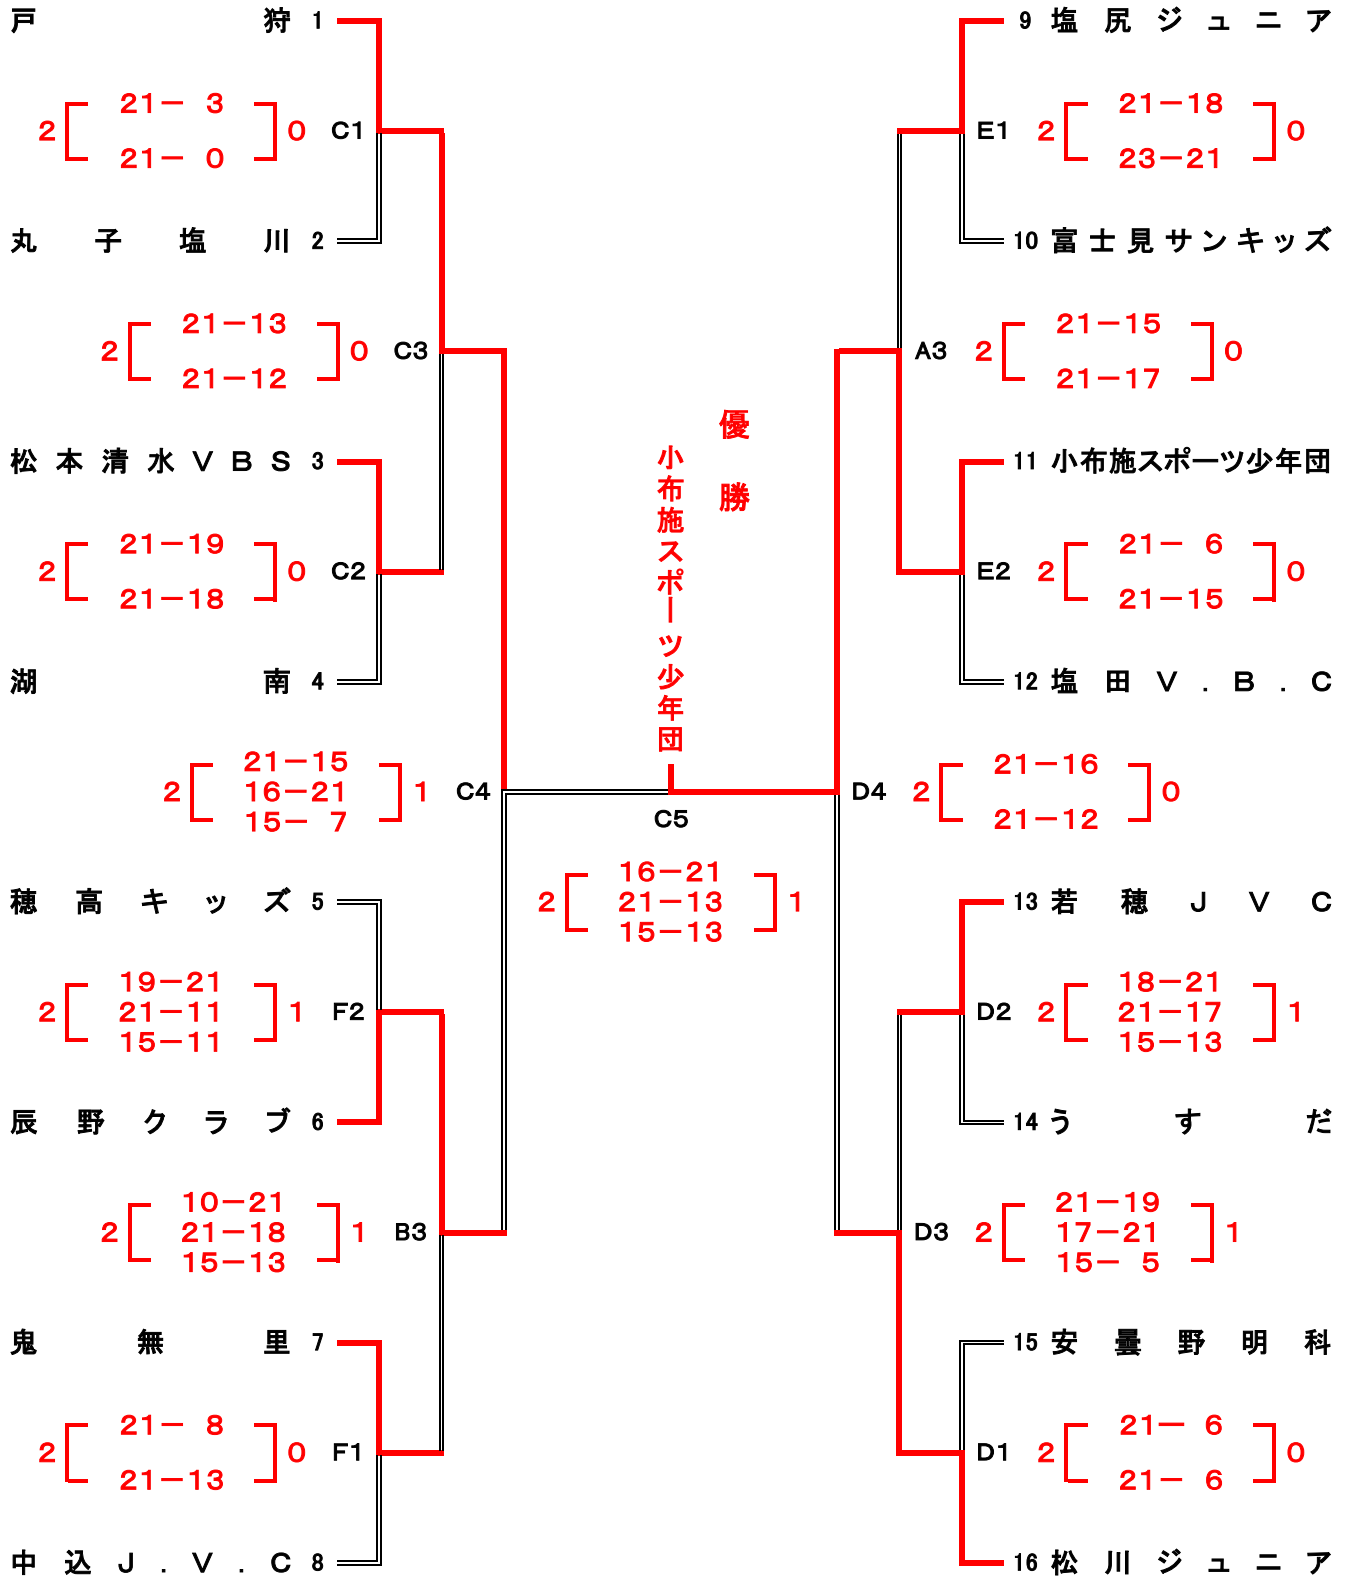 戸狩 1
2 21－ 3 0 C1
21－ 0
丸子塩川 2
2 21－13 0 C3
21－12
松本清水ＶＢＳ 3
2 21－19 0 C2
21－18
湖南 4
21－15
2 16－21 1 C4
15－ 7
穂高キッズ 5
19－21
2 21－11 1 F2
15－11
辰野クラブ 6
10－21
2 21－18 1 B3
15－13
鬼無里 7
2 21－ 8 0 F1
21－13
中込Ｊ．Ｖ．Ｃ 8
優勝
小布施スポーツ少年団
C5
16－21
2 21－13 1
15－13
9 塩尻ジュニア
E1 2 21－18 0
23－21
10 富士見サンキッズ
A3 2 21－15 0
21－17
11 小布施スポーツ少年団
E2 2 21－ 6 0
21－15
12 塩田Ｖ．Ｂ．Ｃ
D4 2 21－16 0
21－12
13 若穂ＪＶＣ
18－21
D2 2 21－17 1
15－13
14 うすだ
21－19
D3 2 17－21 1
15－ 5
15 安曇野明科
D1 2 21－ 6 0
21－ 6
16 松川ジュニア